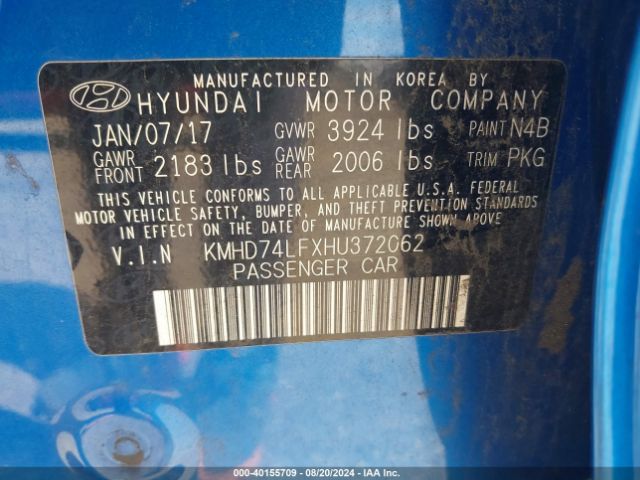 MANUFACTURED IN KOREA BY
HYUNDAI MOTOR COMPANY
JAN/07/17 GVWR 3924 lbs PAINT N4B
GAWR FRONT 2183 lbs GAWR REAR 2006 lbs TRIM PKG
THIS VEHICLE CONFORMS TO ALL APPLICABLE U.S.A. FEDERAL
MOTOR VEHICLE SAFETY, BUMPER, AND THEFT PREVENTION STANDARDS
IN EFFECT ON THE DATE OF MANUFACTURE SHOWN ABOVE.
V.I.N KMHD74LFXHU372062
PASSENGER CAR
000-40155709 - 08/20/2024 - IAA Inc.